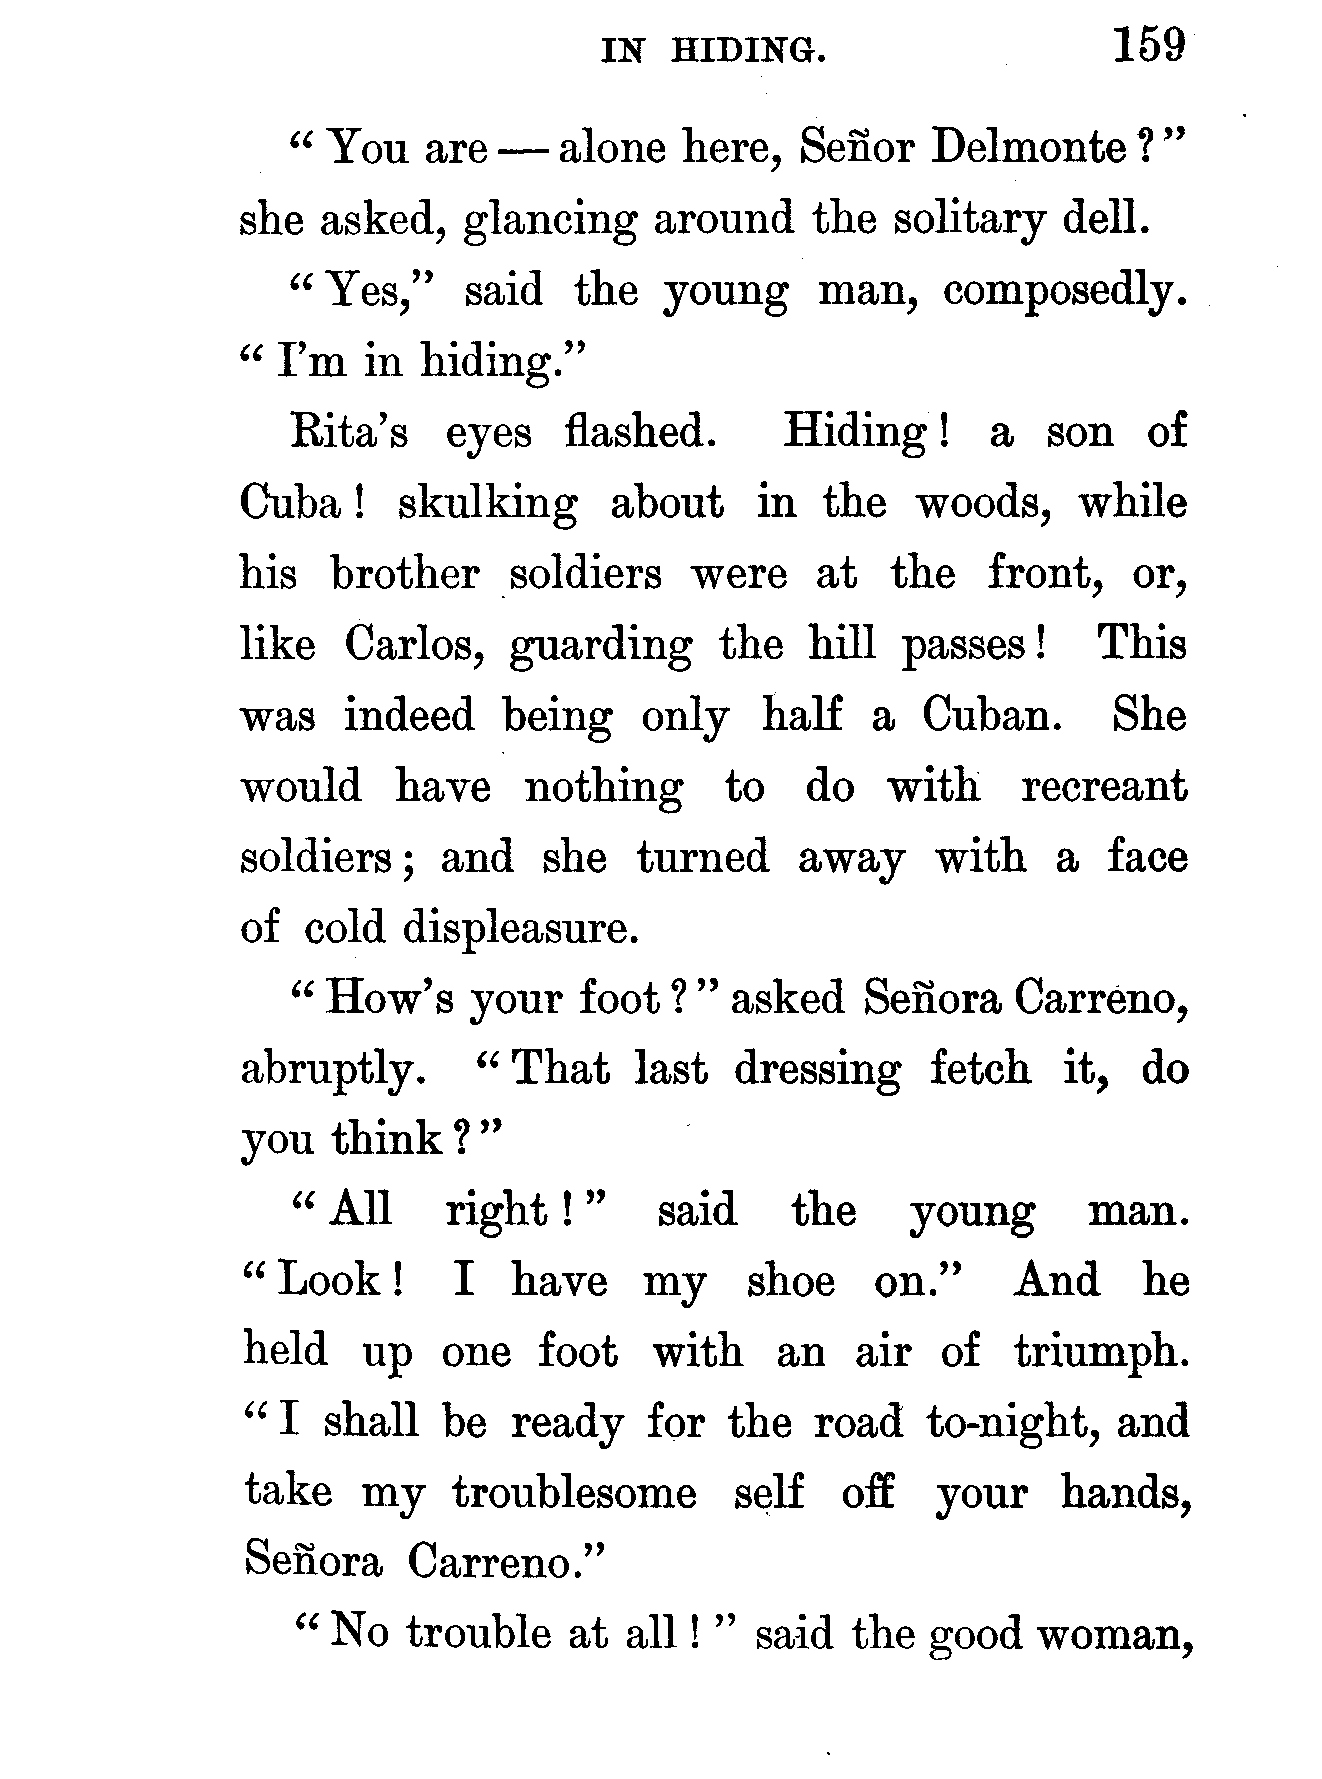 IN HIDING. 159
“ You are — alone here, Señor Delmonte ? ”
she asked, glancing around the solitary dell.
“ Yes,” said the young man, composedly.
“ I’m in hiding.”
Rita’s eyes flashed. Hiding ! a son of
Cuba ! skulking about in the woods, while
his brother soldiers were at the front, or,
like Carlos, guarding the hill passes ! This
was indeed being only half a Cuban. She
would have nothing to do with recreant
soldiers ; and she turned away with a face
of cold displeasure.
“ How’s your foot ? ” asked Señora Carreno,
abruptly. “ That last dressing fetch it, do
you think ? ”
“ All right ! ” said the young man.
“ Look ! I have my shoe on.” And he
held up one foot with an air of triumph.
“ I shall be ready for the road to-night, and
take my troublesome self off your hands,
Señora Carreno.”
“ No trouble at all ! ” said the good woman,